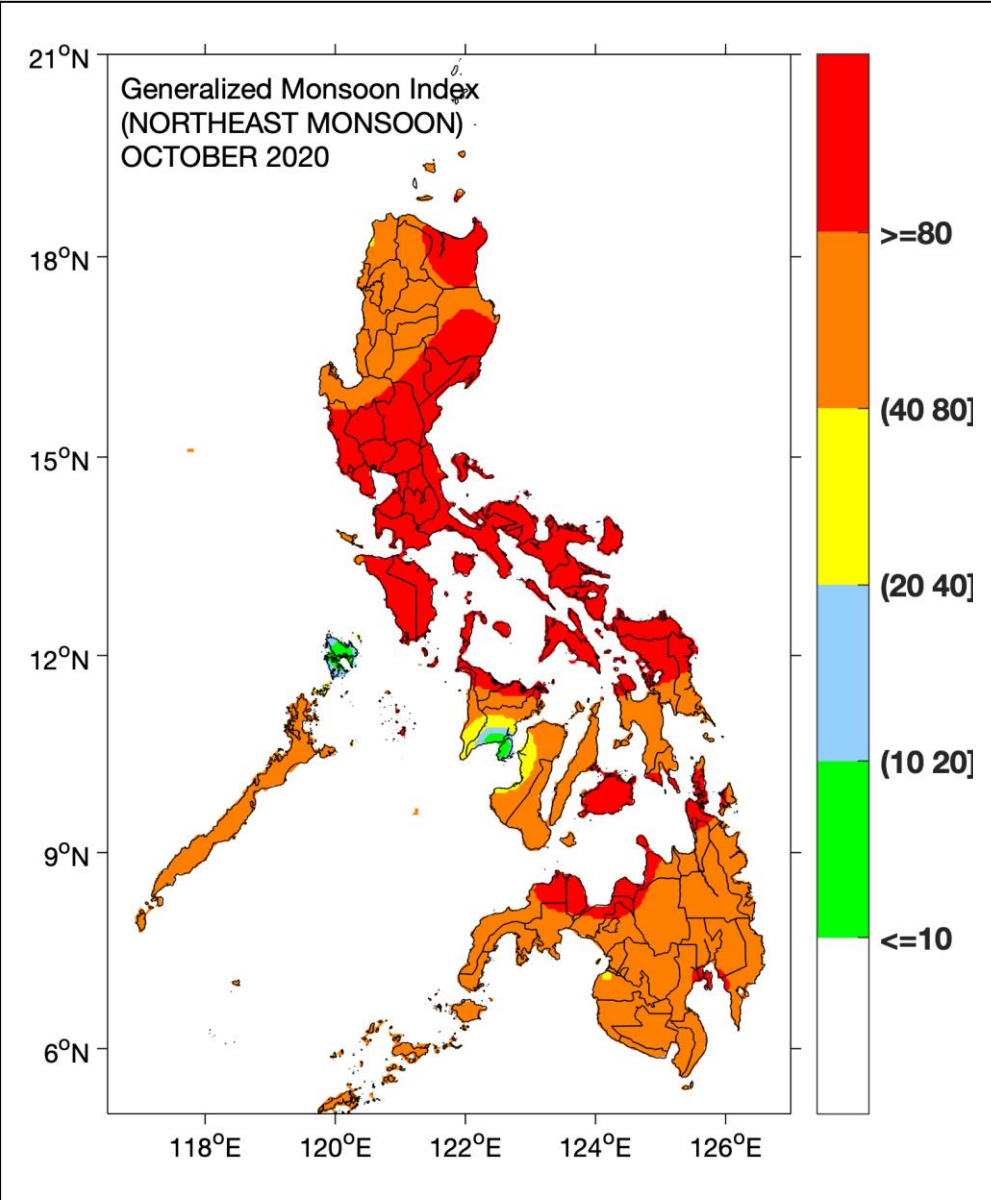 21°N
Generalized Monsoon Index
(NORTHEAST MONSOON)
OCTOBER 2020
18°N
15°N
12°N
9°N
6°N
118°E 120°E 122°E 124°E 126°E
>=80
(40 80]
(20 40]
(10 20]
<=10